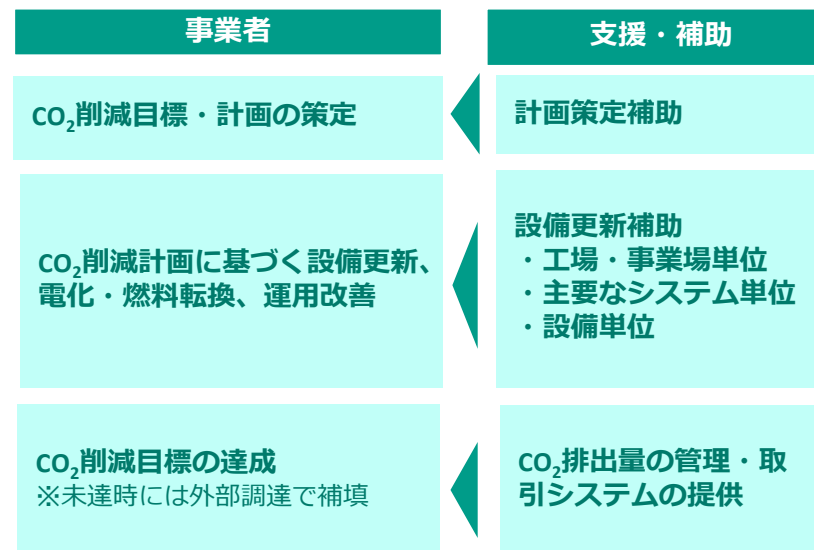 事業者
支援・補助
CO₂削減目標・計画の策定
計画策定補助
CO₂削減計画に基づく設備更新、
電化・燃料転換、運用改善
設備更新補助
・工場・事業場単位
・主要なシステム単位
・設備単位
CO₂削減目標の達成
※未達時には外部調達で補填
CO₂排出量の管理・取
引システムの提供